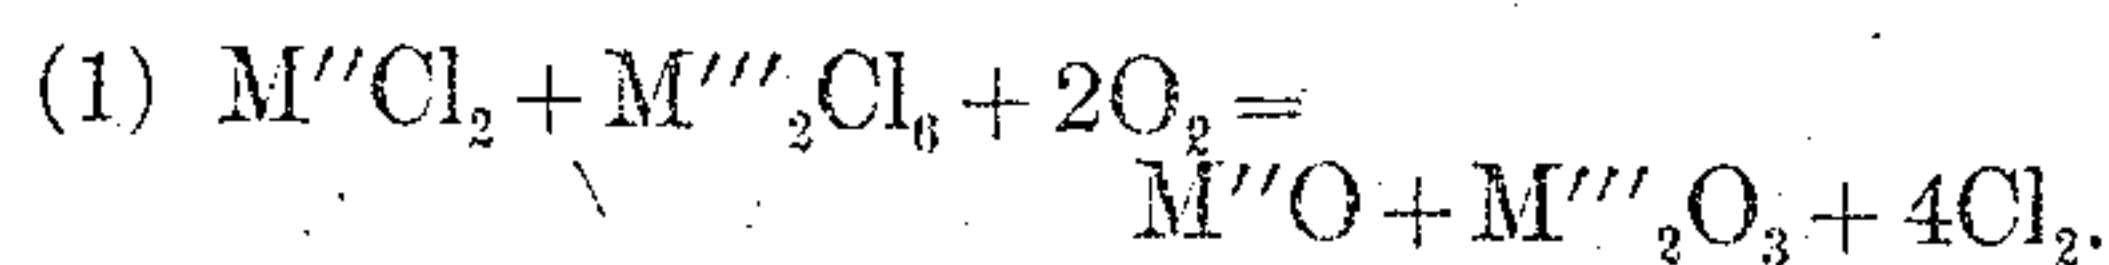 (1) M″Cl₂ + M‴₂Cl₆ + 2O₂ =
M″O + M‴₂O₃ + 4Cl₂.